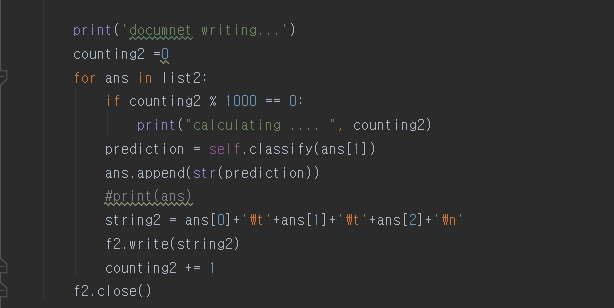 print('documnet writing...')
counting2 =0
for ans in list2:
if counting2 % 1000 == 0:
print("calculating .... ", counting2)
prediction = self.classify(ans[1])
ans.append(str(prediction))
#print(ans)
string2 = ans[0]+'₩t'+ans[1]+'₩t'+ans[2]+'₩n'
f2.write(string2)
counting2 += 1
f2.close()